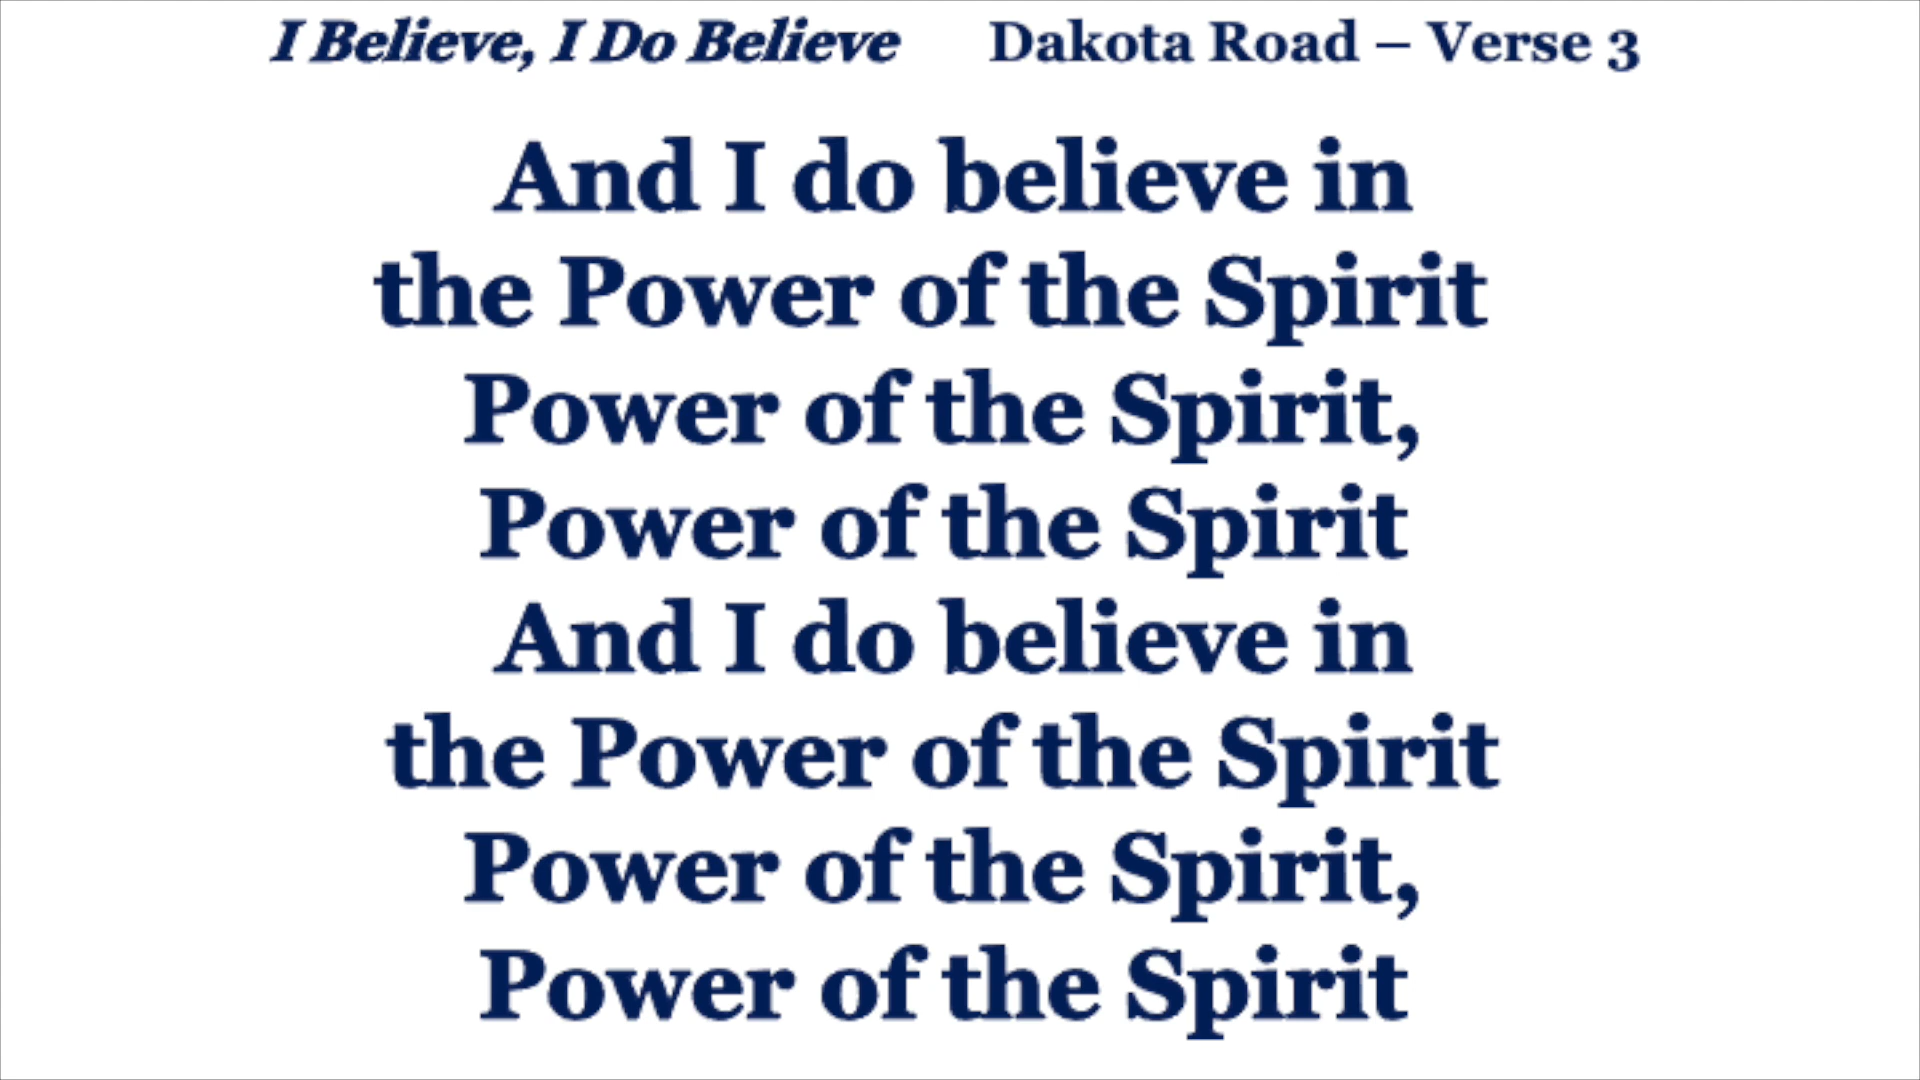 I Believe, I Do Believe Dakota Road – Verse 3
And I do believe in
the Power of the Spirit
Power of the Spirit,
Power of the Spirit
And I do believe in
the Power of the Spirit
Power of the Spirit,
Power of the Spirit